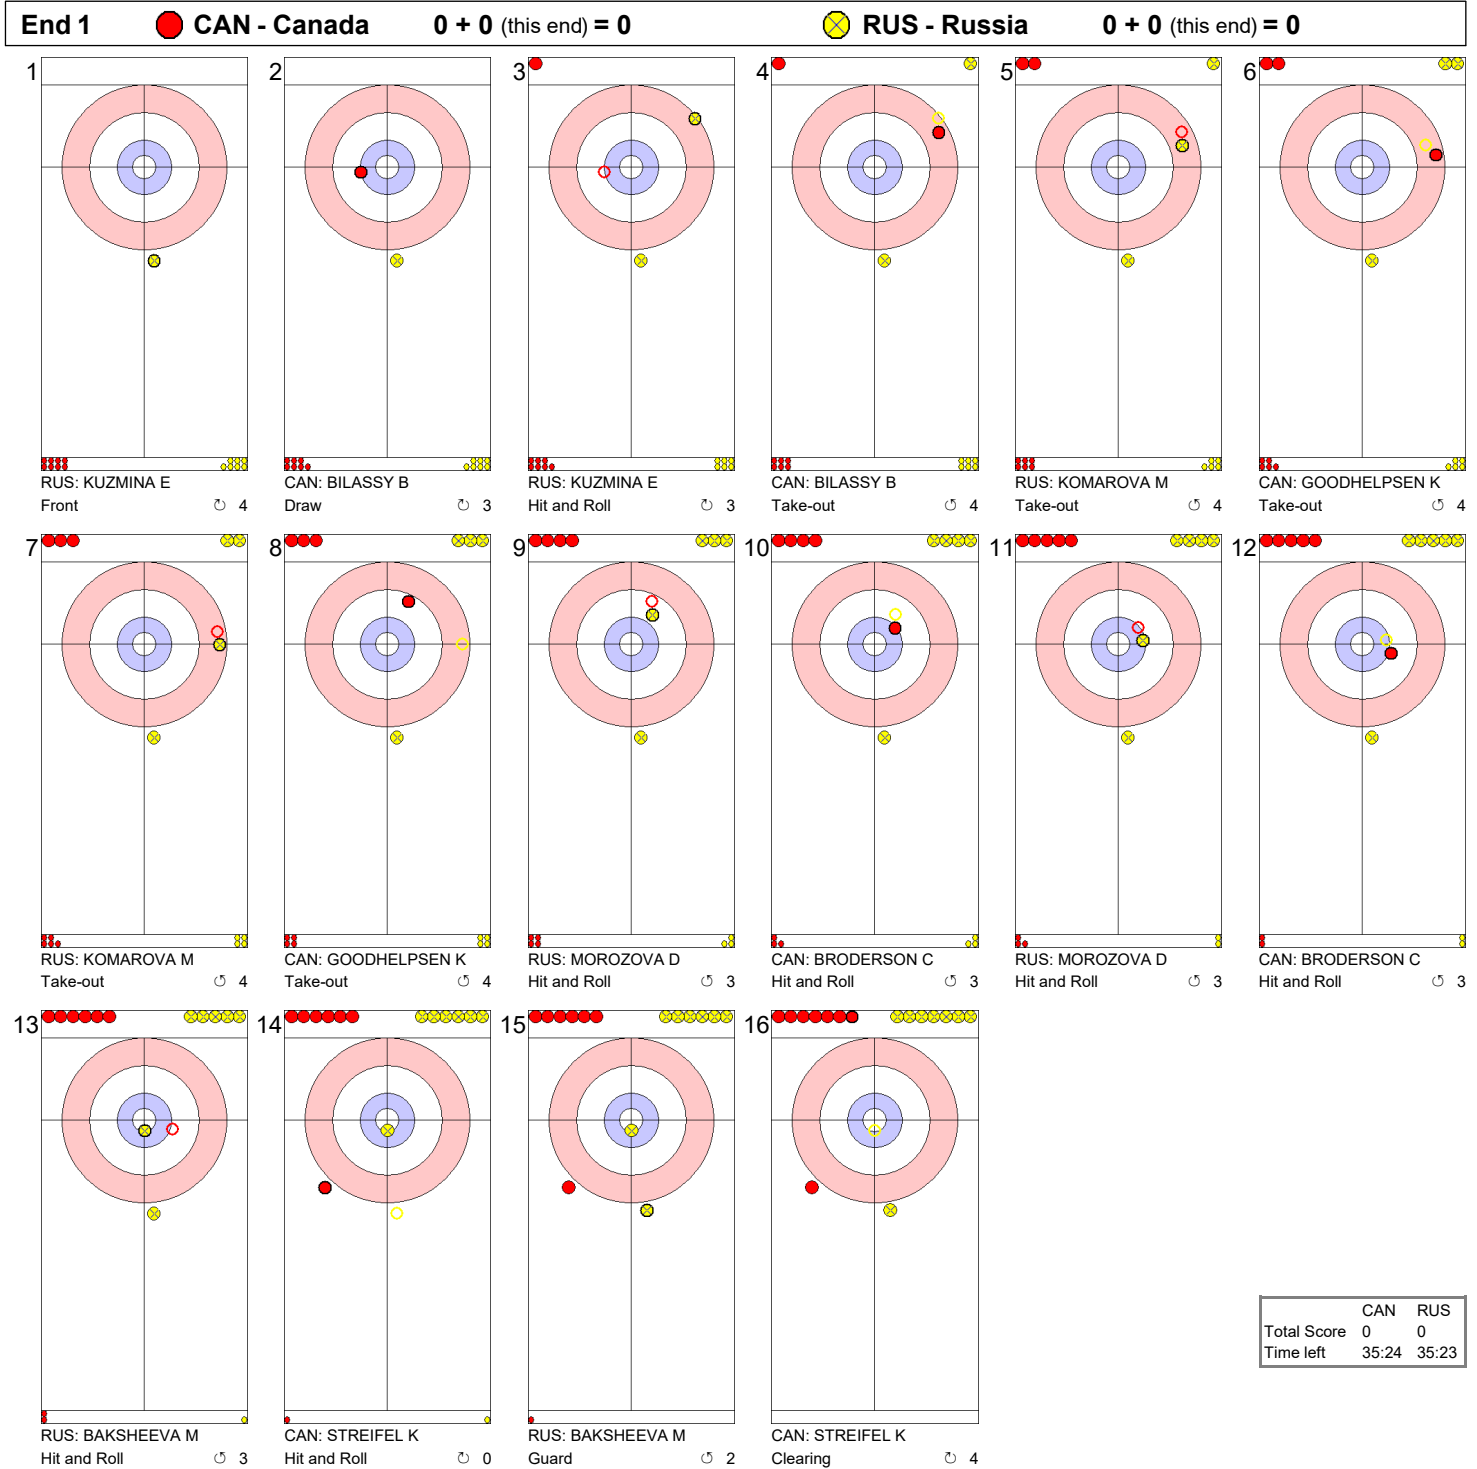 End 1 CAN - Canada 0 + 0 (this end) = 0 RUS - Russia 0 + 0 (this end) = 0
1 2 3 4 5 6
RUS: KUZMINA E CAN: BILASSY B RUS: KUZMINA E CAN: BILASSY B RUS: KOMAROVA M CAN: GOODHELPSEN K
Front ↻ 4 Draw ↻ 3 Hit and Roll ↻ 3 Take-out ↺ 4 Take-out ↺ 4 Take-out ↺ 4
7 8 9 10 11 12
RUS: KOMAROVA M CAN: GOODHELPSEN K RUS: MOROZOVA D CAN: BRODERSON C RUS: MOROZOVA D CAN: BRODERSON C
Take-out ↺ 4 Take-out ↺ 4 Hit and Roll ↺ 3 Hit and Roll ↺ 3 Hit and Roll ↺ 3 Hit and Roll ↺ 3
13 14 15 16
CAN RUS
Total Score 0 0
Time left 35:24 35:23
RUS: BAKSHEEVA M CAN: STREIFEL K RUS: BAKSHEEVA M CAN: STREIFEL K
Hit and Roll ↺ 3 Hit and Roll ↻ 0 Guard ↺ 2 Clearing ↻ 4